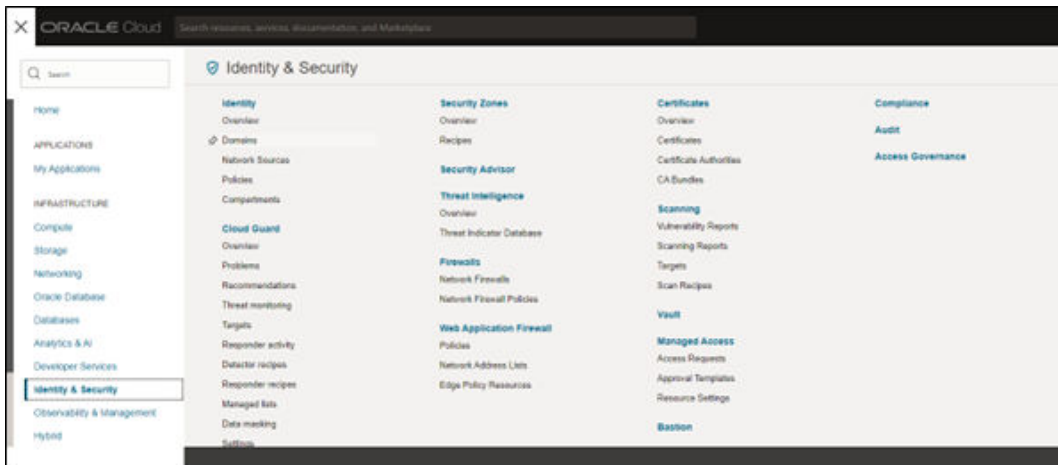 ORACLE Cloud
Search resources, services, documentation, and Marketplace
Search
Home
APPLICATIONS
My Applications
INFRASTRUCTURE
Compute
Storage
Networking
Oracle Database
Databases
Analytics & AI
Developer Services
Identity & Security
Observability & Management
Hybrid
Identity & Security
Identity
Overview
Domains
Network Sources
Policies
Compartments
Cloud Guard
Overview
Problems
Recommendations
Threat monitoring
Targets
Responder activity
Detector recipes
Responder recipes
Managed lists
Data masking
Settings
Security Zones
Overview
Recipes
Security Advisor
Threat Intelligence
Overview
Threat Indicator Database
Firewalls
Network Firewalls
Network Firewall Policies
Web Application Firewall
Policies
Network Address Lists
Edge Policy Resources
Certificates
Overview
Certificates
Certificate Authorities
CA Bundles
Scanning
Vulnerability Reports
Scanning Reports
Targets
Scan Recipes
Vault
Managed Access
Access Requests
Approval Templates
Resource Settings
Bastion
Compliance
Audit
Access Governance